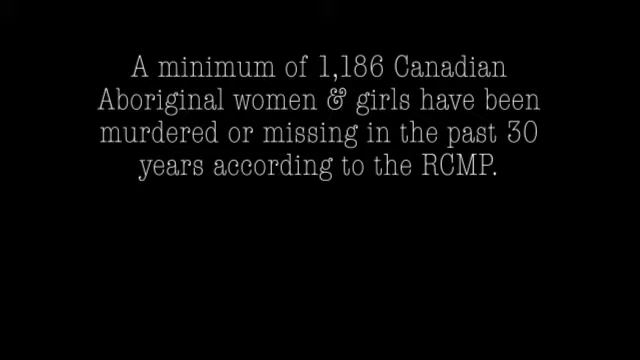 A minimum of 1,186 Canadian
Aboriginal women & girls have been
murdered or missing in the past 30
years according to the RCMP.